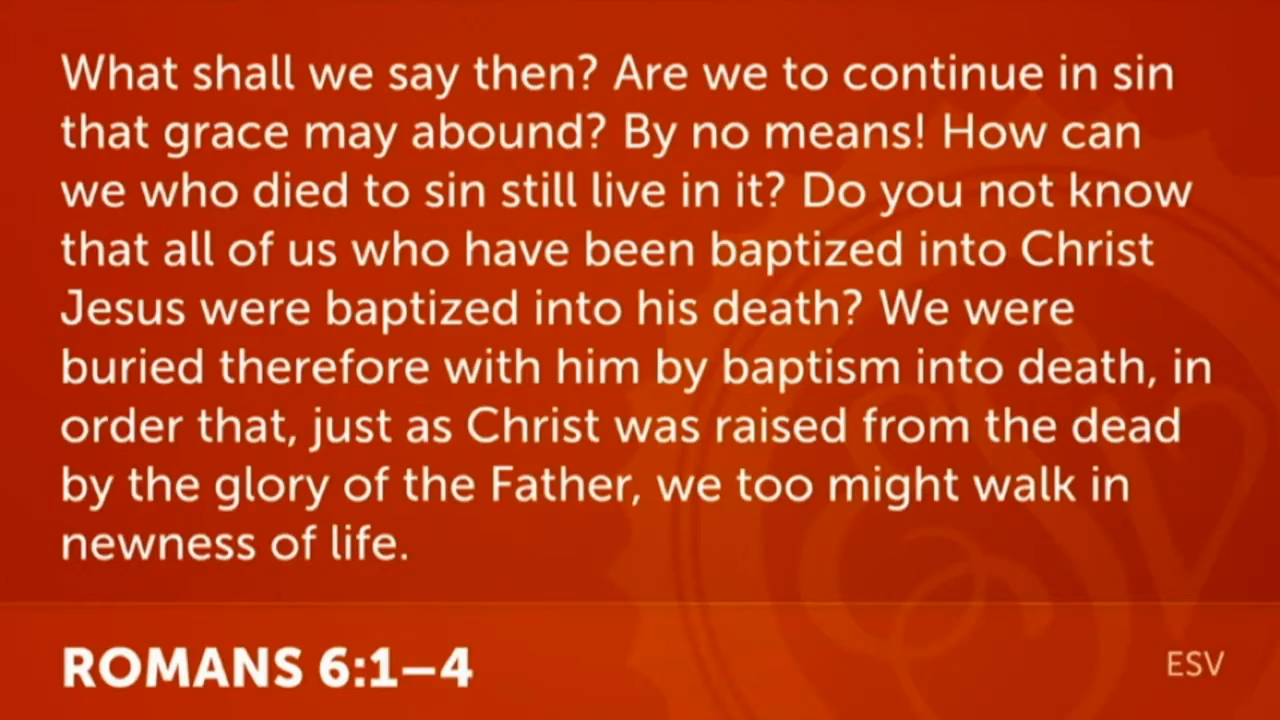 What shall we say then? Are we to continue in sin
that grace may abound? By no means! How can
we who died to sin still live in it? Do you not know
that all of us who have been baptized into Christ
Jesus were baptized into his death? We were
buried therefore with him by baptism into death, in
order that, just as Christ was raised from the dead
by the glory of the Father, we too might walk in
newness of life.
ROMANS 6:1–4
ESV